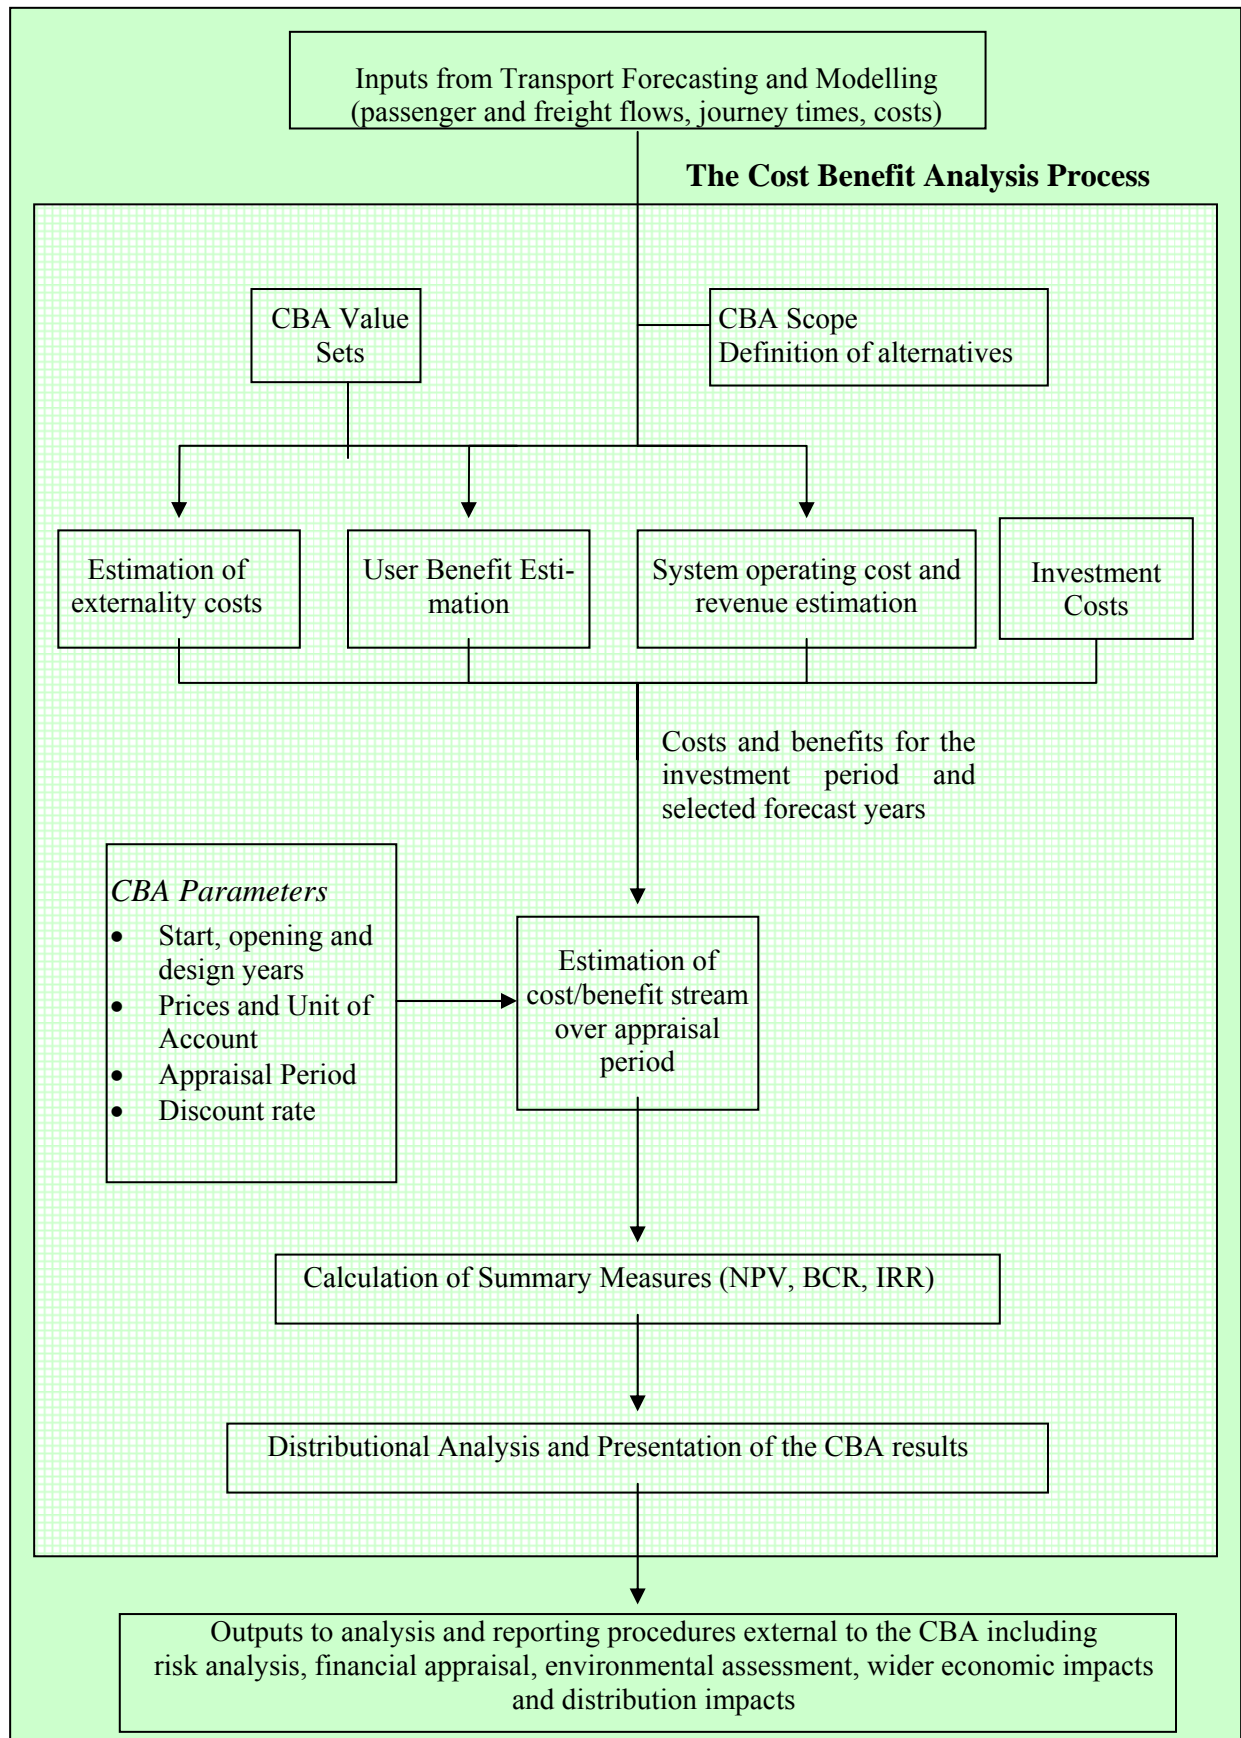 Inputs from Transport Forecasting and Modelling
(passenger and freight flows, journey times, costs)
The Cost Benefit Analysis Process
CBA Value
Sets
CBA Scope
Definition of alternatives
Estimation of
externality costs
User Benefit Esti-
mation
System operating cost and
revenue estimation
Investment
Costs
Costs and benefits for the
investment period and
selected forecast years
CBA Parameters
• Start, opening and
design years
• Prices and Unit of
Account
• Appraisal Period
• Discount rate
Estimation of
cost/benefit stream
over appraisal
period
Calculation of Summary Measures (NPV, BCR, IRR)
Distributional Analysis and Presentation of the CBA results
Outputs to analysis and reporting procedures external to the CBA including
risk analysis, financial appraisal, environmental assessment, wider economic impacts
and distribution impacts